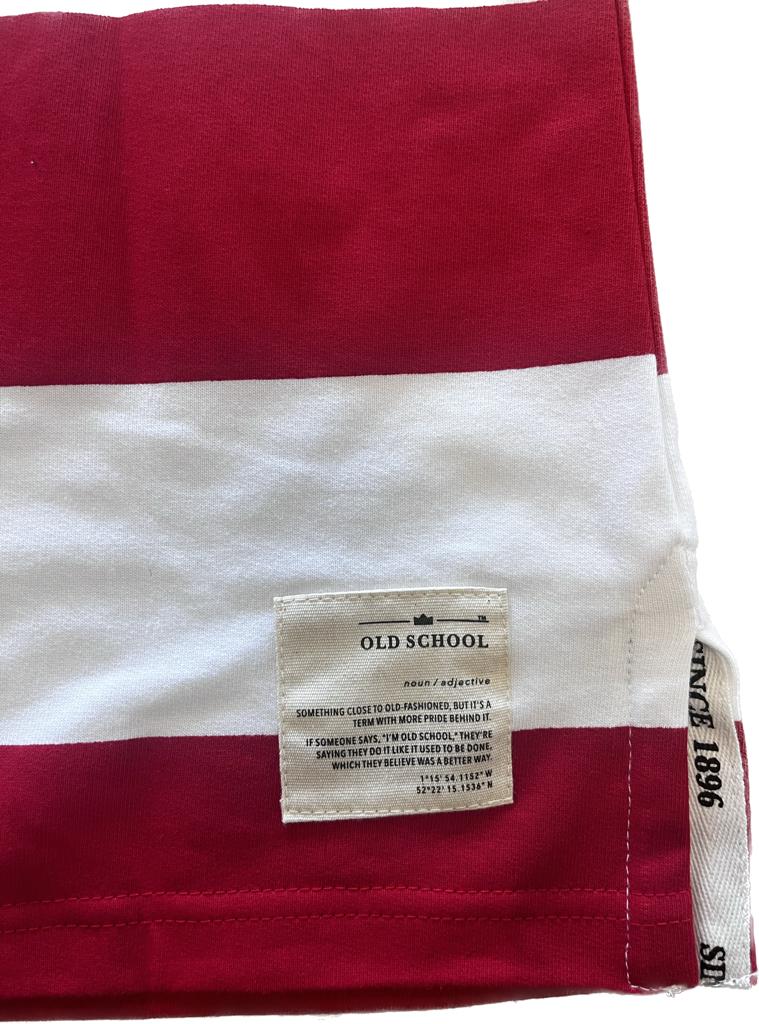 TM
OLD SCHOOL
noun / adjective
SOMETHING CLOSE TO OLD-FASHIONED, BUT IT'S A
TERM WITH MORE PRIDE BEHIND IT.
IF SOMEONE SAYS, "I'M OLD SCHOOL," THEY'RE
SAYING THEY DO IT LIKE IT USED TO BE DONE,
WHICH THEY BELIEVE WAS A BETTER WAY.
1°15' 54.1152" W
52°22' 15.1536" N
SINCE 1896